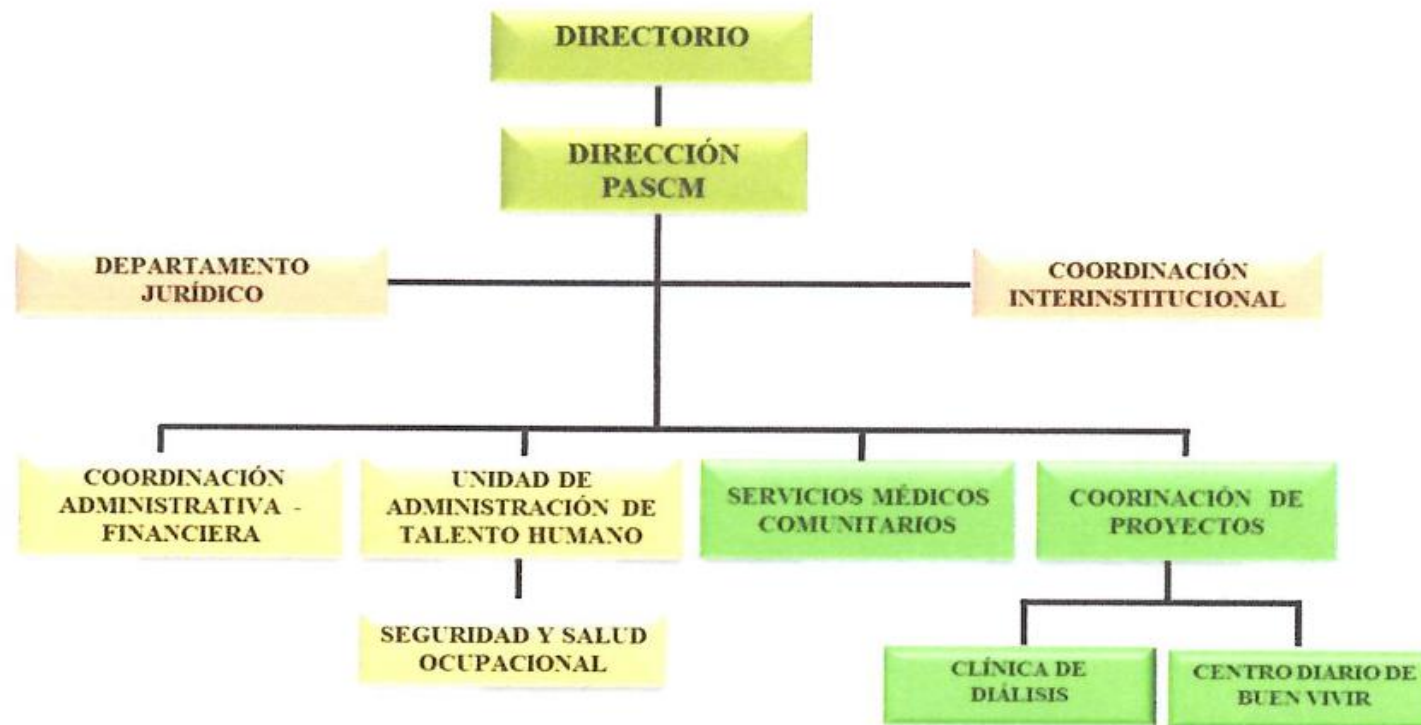 DIRECTORIO
DIRECCIÓN
PASCM
DEPARTAMENTO
JURÍDICO
COORDINACIÓN
INTERINSTITUCIONAL
COORDINACIÓN
ADMINISTRATIVA -
FINANCIERA
UNIDAD DE
ADMINISTRACIÓN DE
TALENTO HUMANO
SERVICIOS MÉDICOS
COMUNITARIOS
COORINACIÓN DE
PROYECTOS
SEGURIDAD Y SALUD
OCUPACIONAL
CLÍNICA DE
DIÁLISIS
CENTRO DIARIO DE
BUEN VIVIR